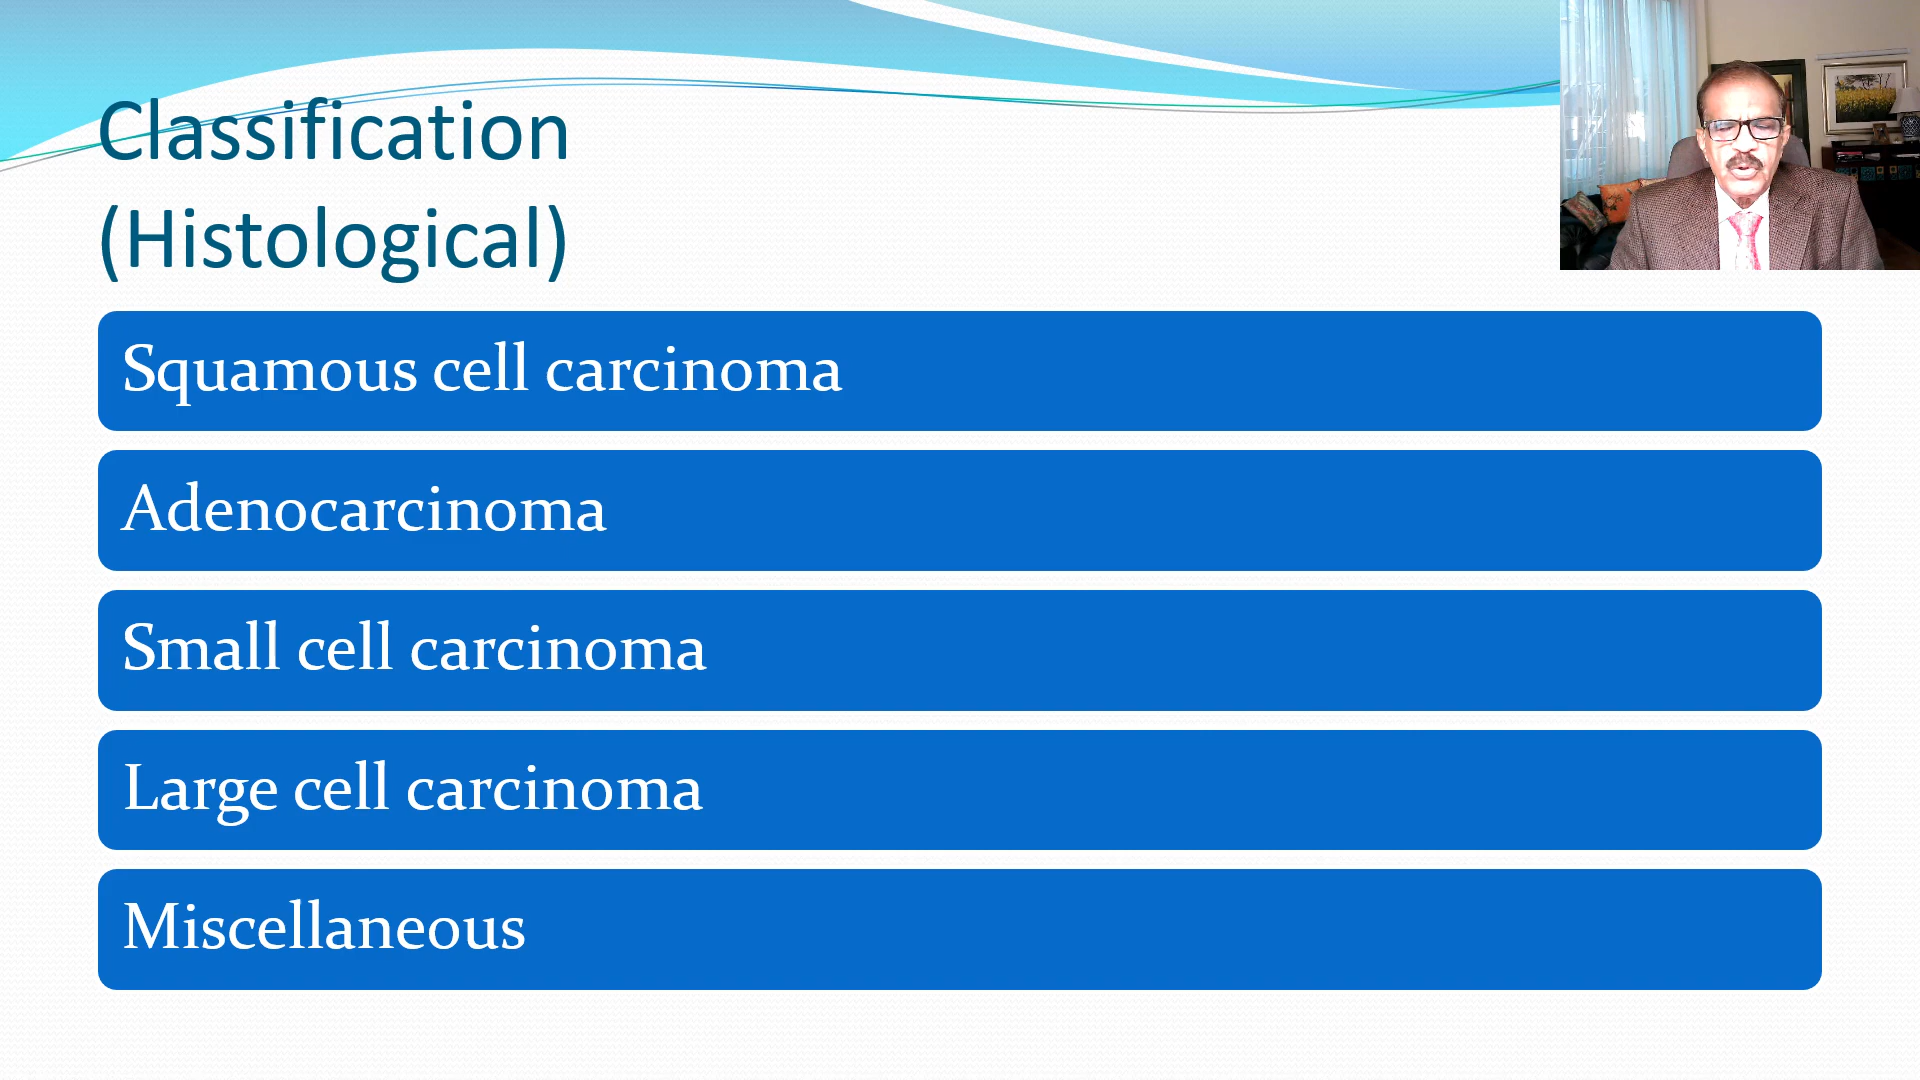 Classification
(Histological)
Squamous cell carcinoma
Adenocarcinoma
Small cell carcinoma
Large cell carcinoma
Miscellaneous